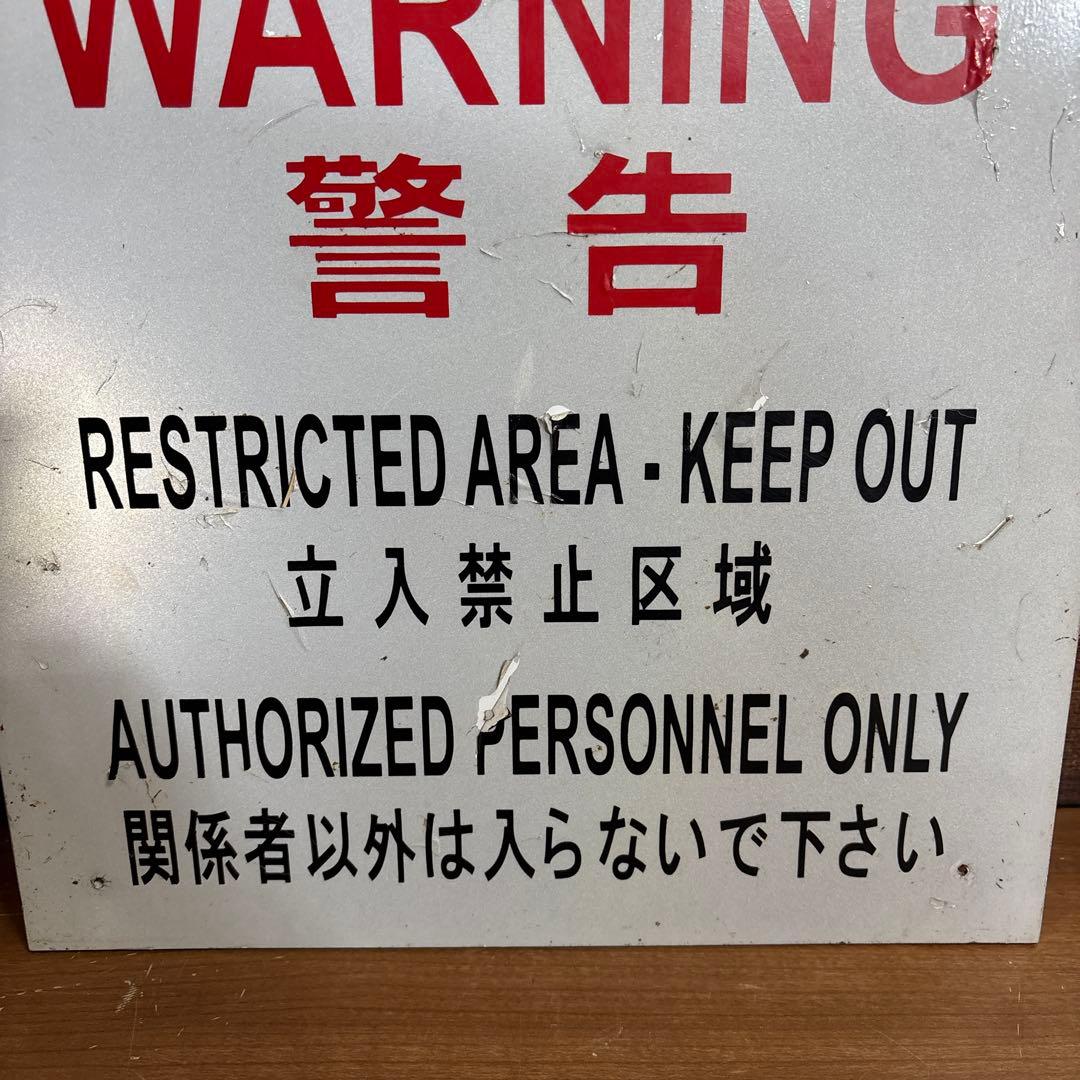 WARNING
警告
RESTRICTED AREA - KEEP OUT
立入禁止区域
AUTHORIZED PERSONNEL ONLY
関係者以外は入らないで下さい